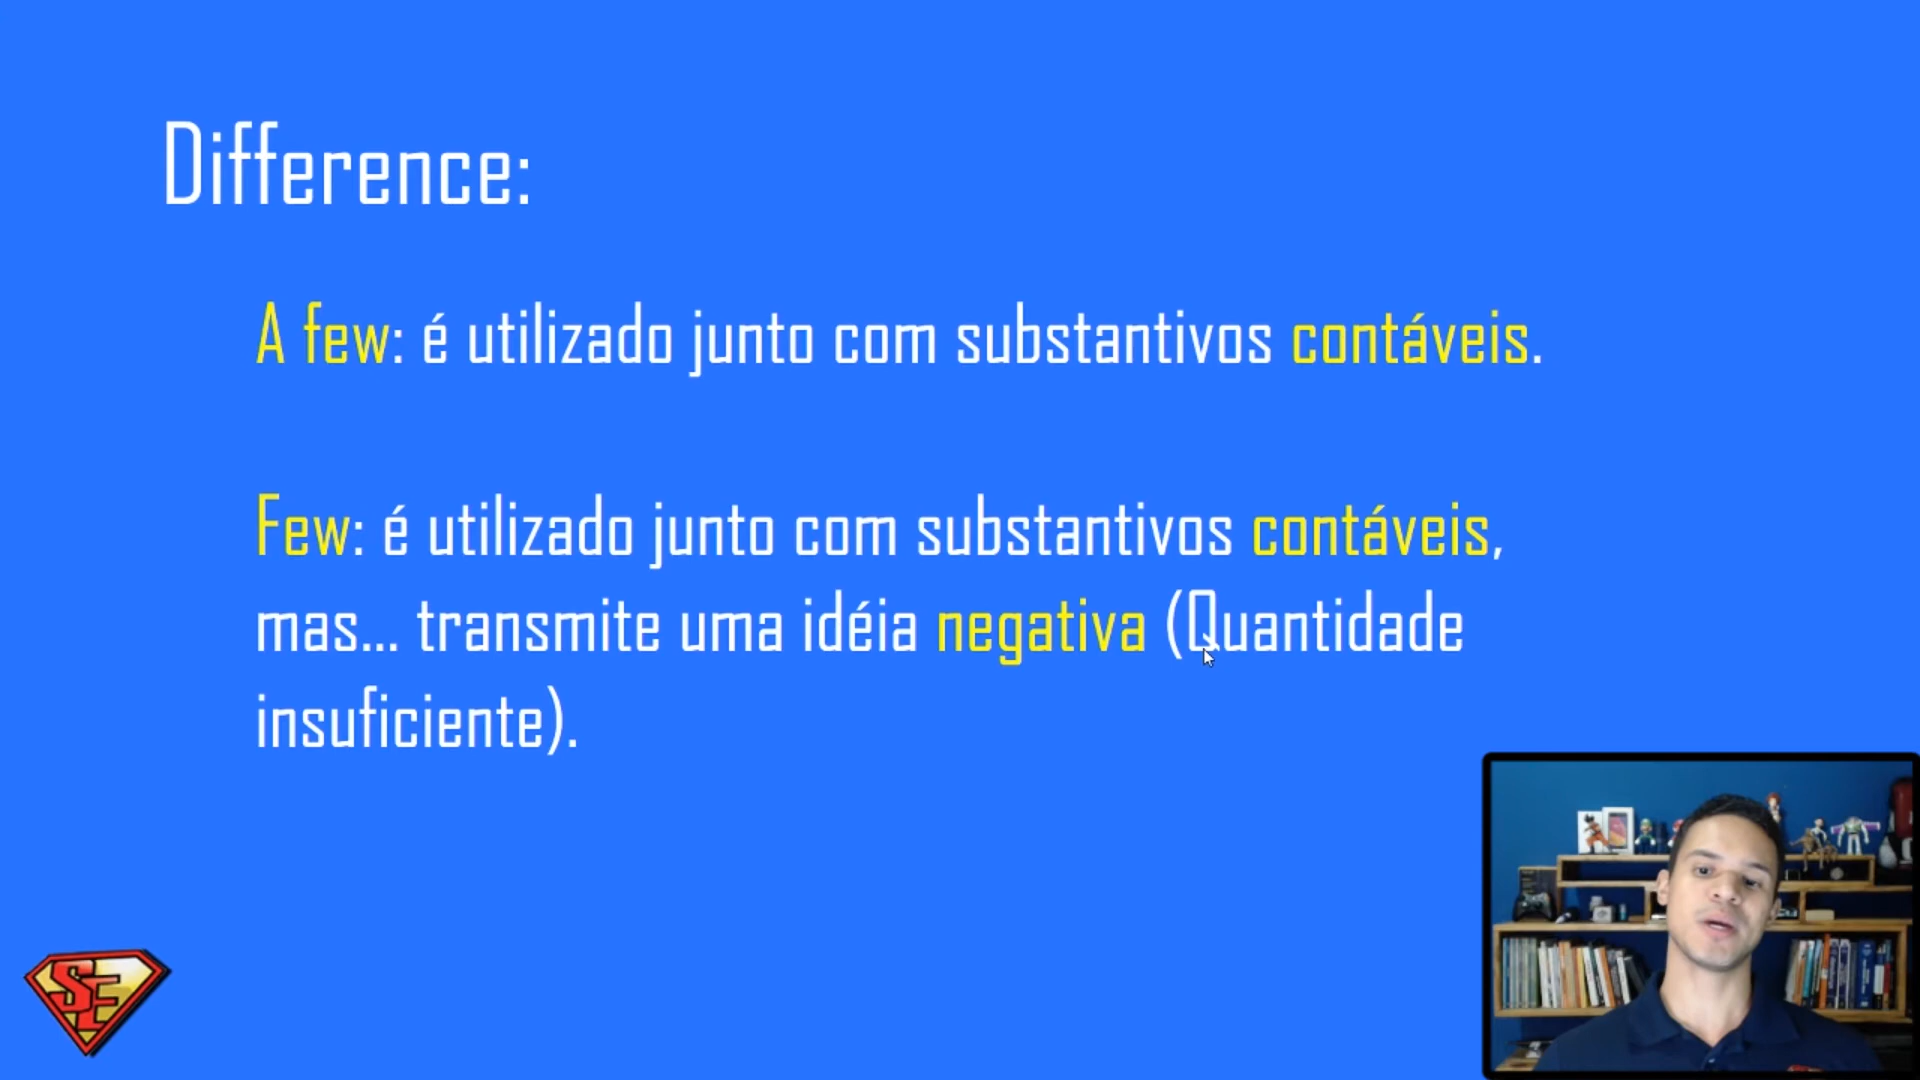 Difference:
A few: é utilizado junto com substantivos contáveis.
Few: é utilizado junto com substantivos contáveis,
mas... transmite uma idéia negativa (Quantidade
insuficiente).
SE